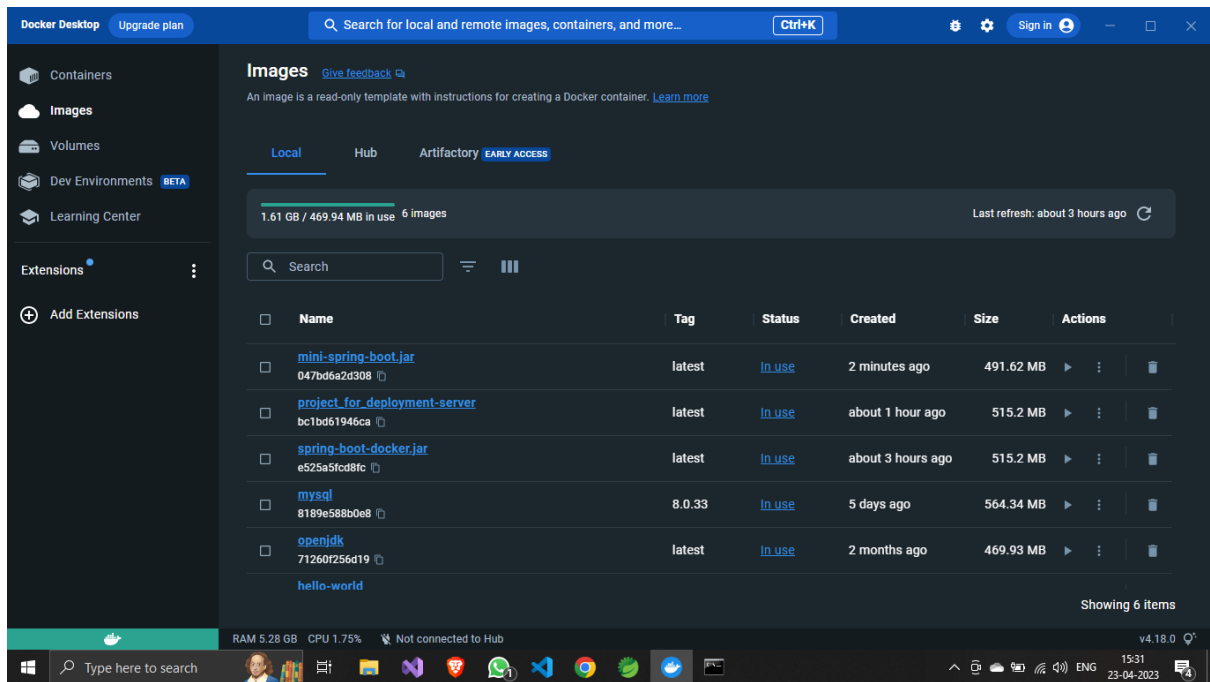 Docker Desktop Upgrade plan Search for local and remote images, containers, and more... Ctrl+K Sign in
Containers
Images
Volumes
Dev Environments BETA
Learning Center
Extensions
Add Extensions
Images Give feedback
An image is a read-only template with instructions for creating a Docker container. Learn more
Local Hub Artifactory EARLY ACCESS
1.61 GB / 469.94 MB in use 6 images Last refresh: about 3 hours ago
Search
Name Tag Status Created Size Actions
mini-spring-boot.jar latest In use 2 minutes ago 491.62 MB
047bd6a2d308
project_for_deployment-server latest In use about 1 hour ago 515.2 MB
bc1bd61946ca
spring-boot-docker.jar latest In use about 3 hours ago 515.2 MB
e525a5fcd8fc
mysql 8.0.33 In use 5 days ago 564.34 MB
8189e588b0e8
openjdk latest In use 2 months ago 469.93 MB
71260f256d19
hello-world
Showing 6 items
RAM 5.28 GB CPU 1.75% Not connected to Hub v4.18.0
Type here to search 1 ENG 15:31
23-04-2023 4